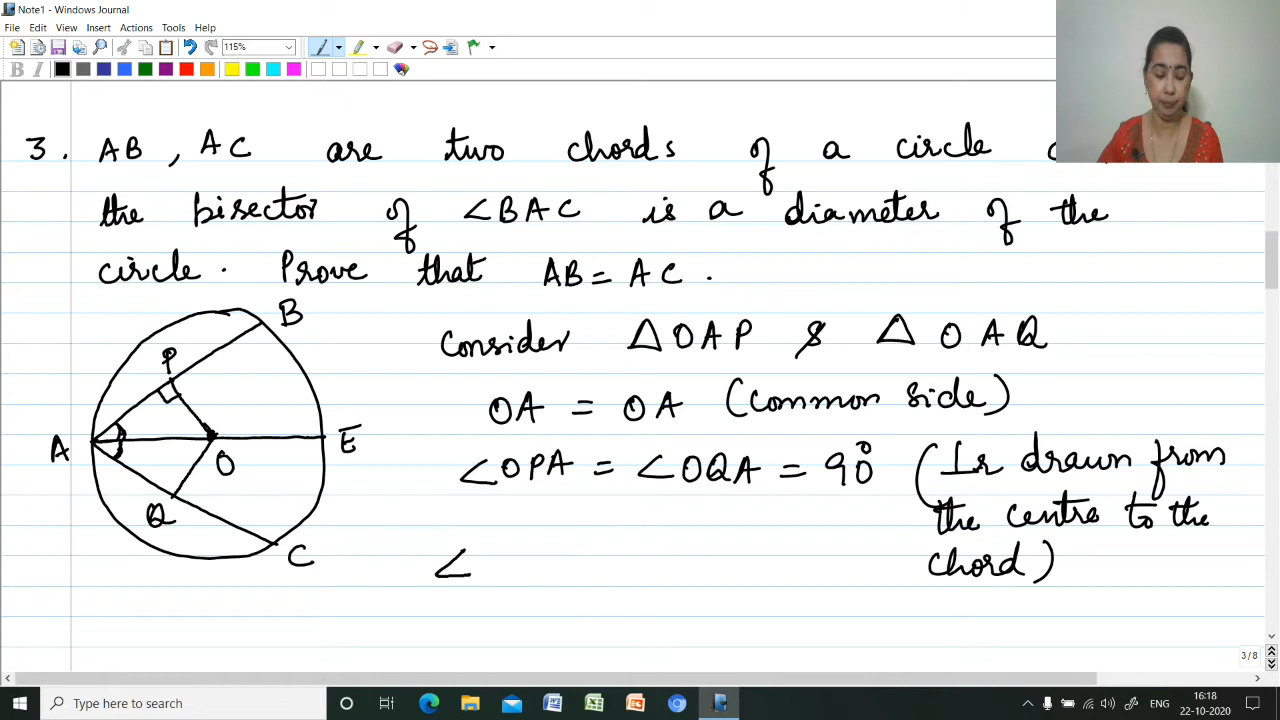 Note1 - Windows Journal
File Edit View Insert Actions Tools Help
115%
B I
3. AB, AC are two chords of a circle
the bisector of ∠BAC is a diameter of the
circle. Prove that AB = AC.
B
P
A
O
E
Q
C
Consider △OAP & △OAQ
OA = OA (Common side)
∠OPA = ∠OQA = 90° (⊥r drawn from
the centre to the
chord)
∠
3/8
Type here to search
ENG
16:18
22-10-2020